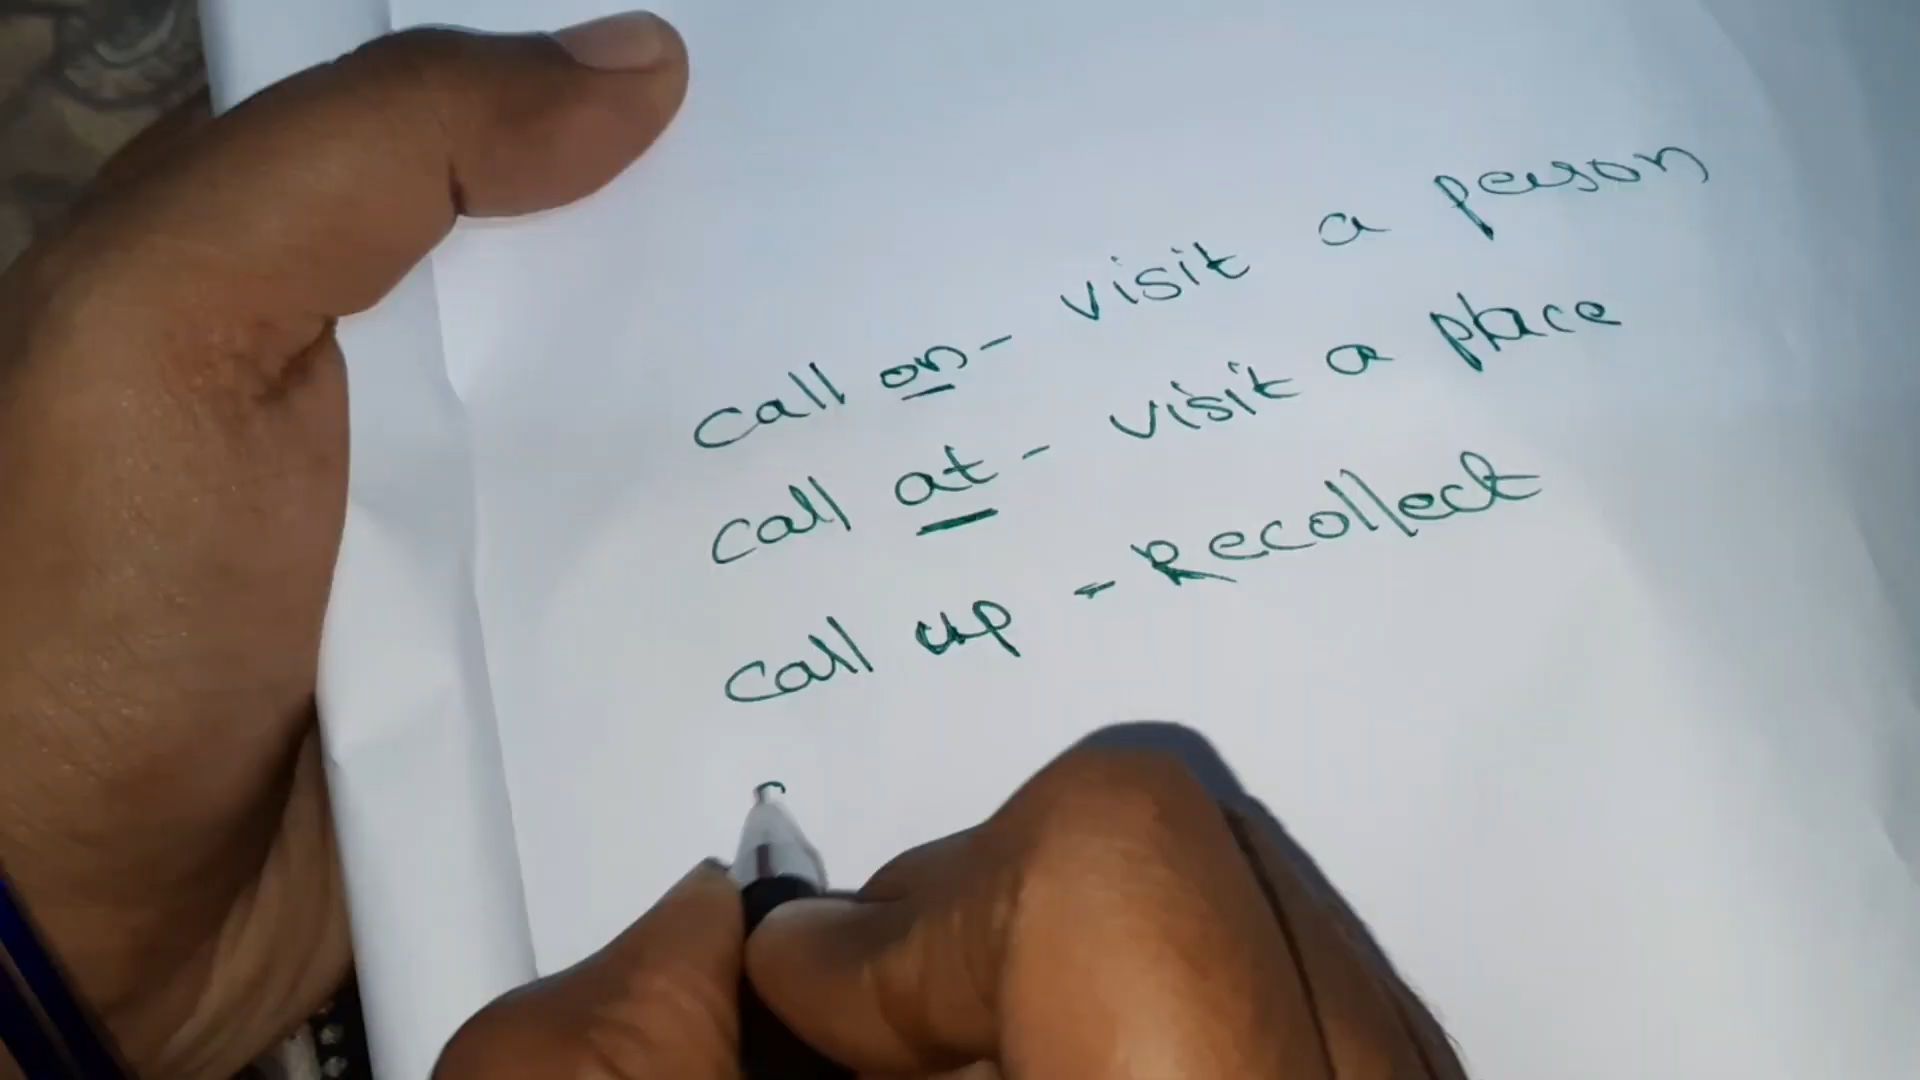 call on - visit a person
call at - visit a place
call up - Recollect